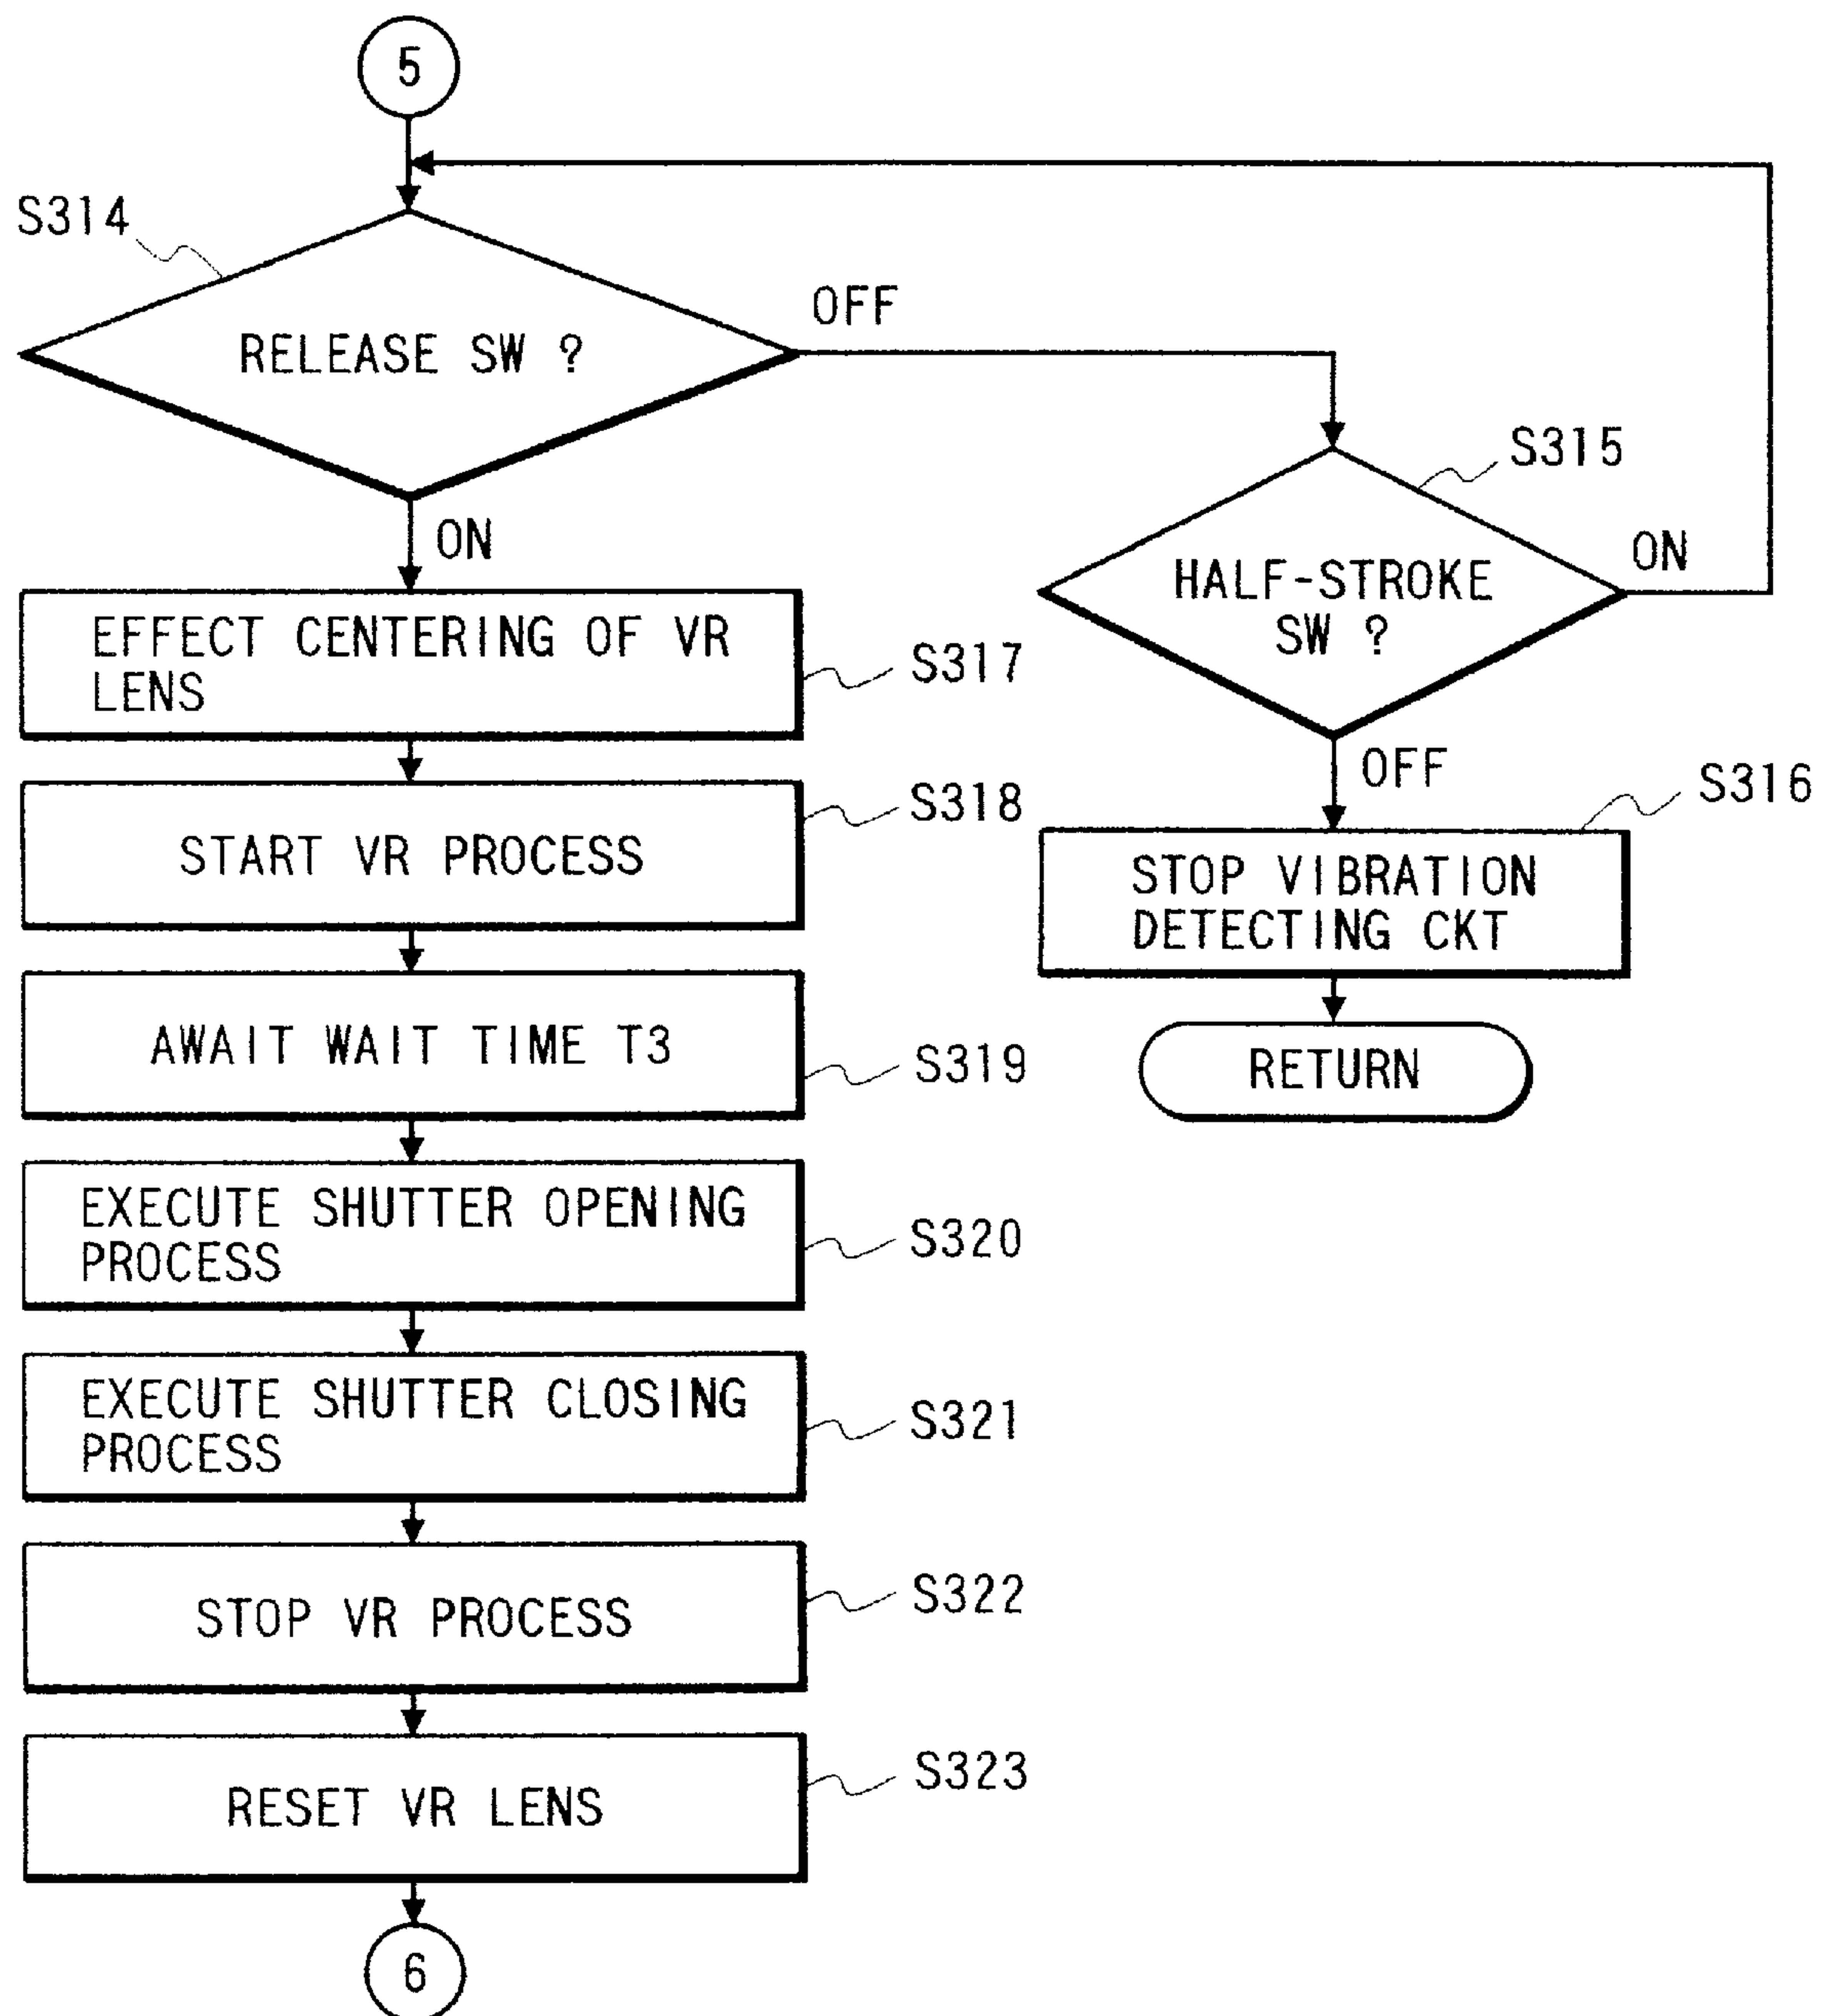 5
S314
RELEASE SW ?
OFF
ON
S315
HALF-STROKE
SW ?
ON
OFF
EFFECT CENTERING OF VR
LENS
S317
START VR PROCESS
S318
S316
STOP VIBRATION
DETECTING CKT
RETURN
AWAIT WAIT TIME T3
S319
EXECUTE SHUTTER OPENING
PROCESS
S320
EXECUTE SHUTTER CLOSING
PROCESS
S321
STOP VR PROCESS
S322
RESET VR LENS
S323
6